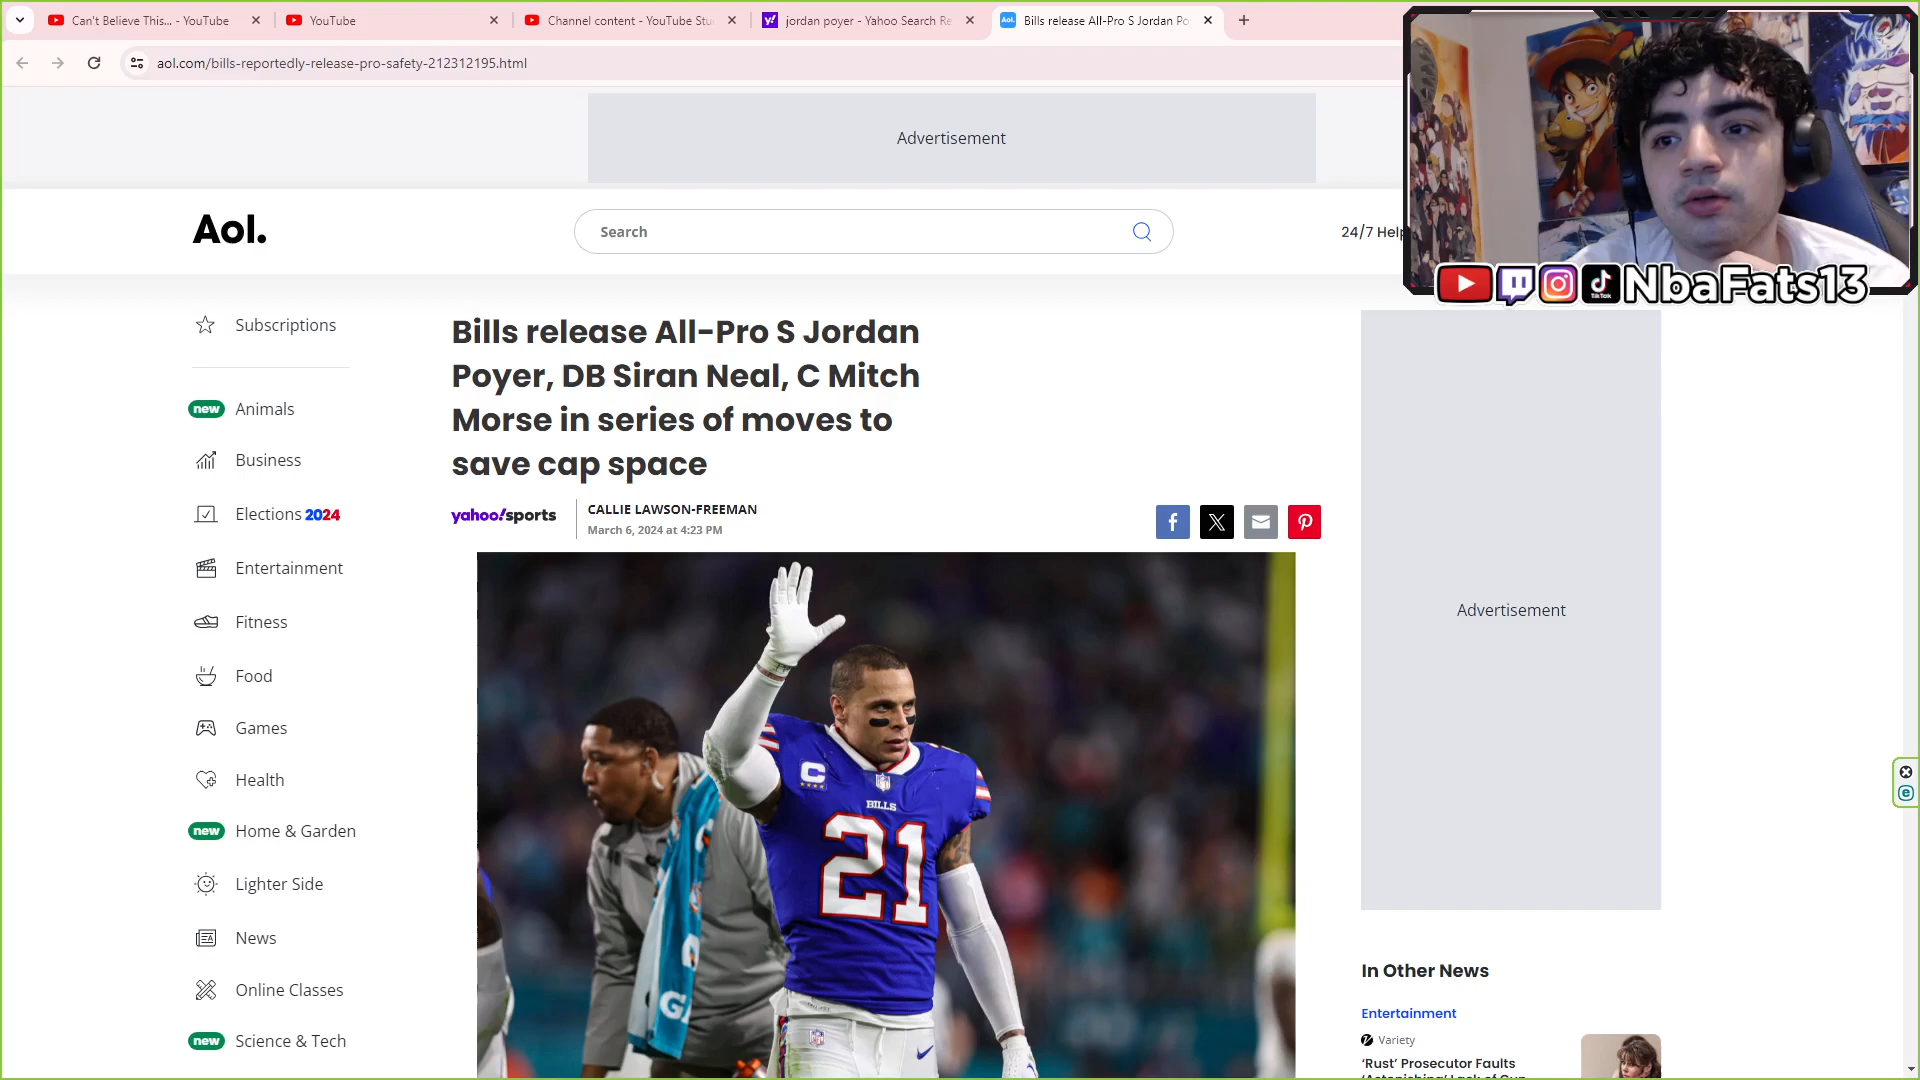 Can't Believe This... - YouTube
YouTube
Channel content - YouTube Stu
jordan poyer - Yahoo Search Re
Aol.
Bills release All-Pro S Jordan Po
aol.com/bills-reportedly-release-pro-safety-212312195.html
Advertisement
Aol.
Search
24/7 Help
TikTok
NbaFats13
Subscriptions
new Animals
Business
Elections 2024
Entertainment
Fitness
Food
Games
Health
new Home & Garden
Lighter Side
News
Online Classes
new Science & Tech
Bills release All-Pro S Jordan
Poyer, DB Siran Neal, C Mitch
Morse in series of moves to
save cap space
yahoo!sports
CALLIE LAWSON-FREEMAN
March 6, 2024 at 4:23 PM
C
BILLS
21
G
Advertisement
In Other News
Entertainment
Variety
'Rust' Prosecutor Faults